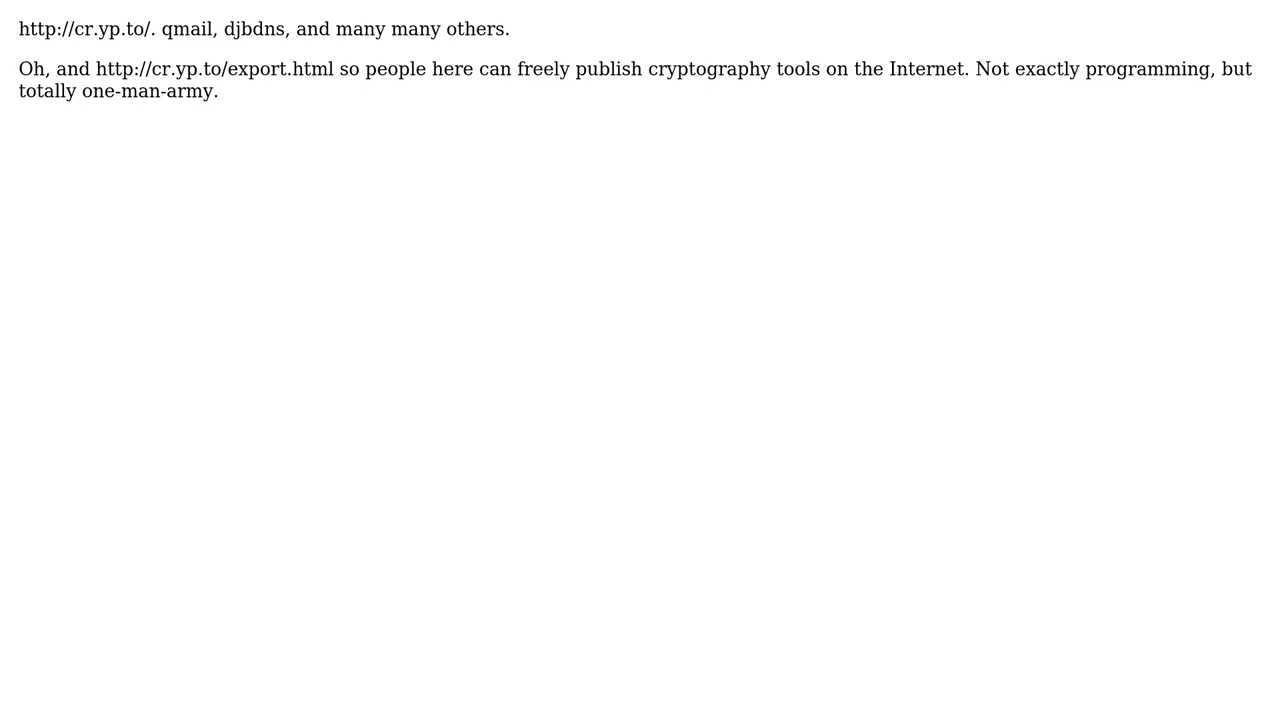 http://cr.yp.to/. qmail, djbdns, and many many others.
Oh, and http://cr.yp.to/export.html so people here can freely publish cryptography tools on the Internet. Not exactly programming, but
totally one-man-army.